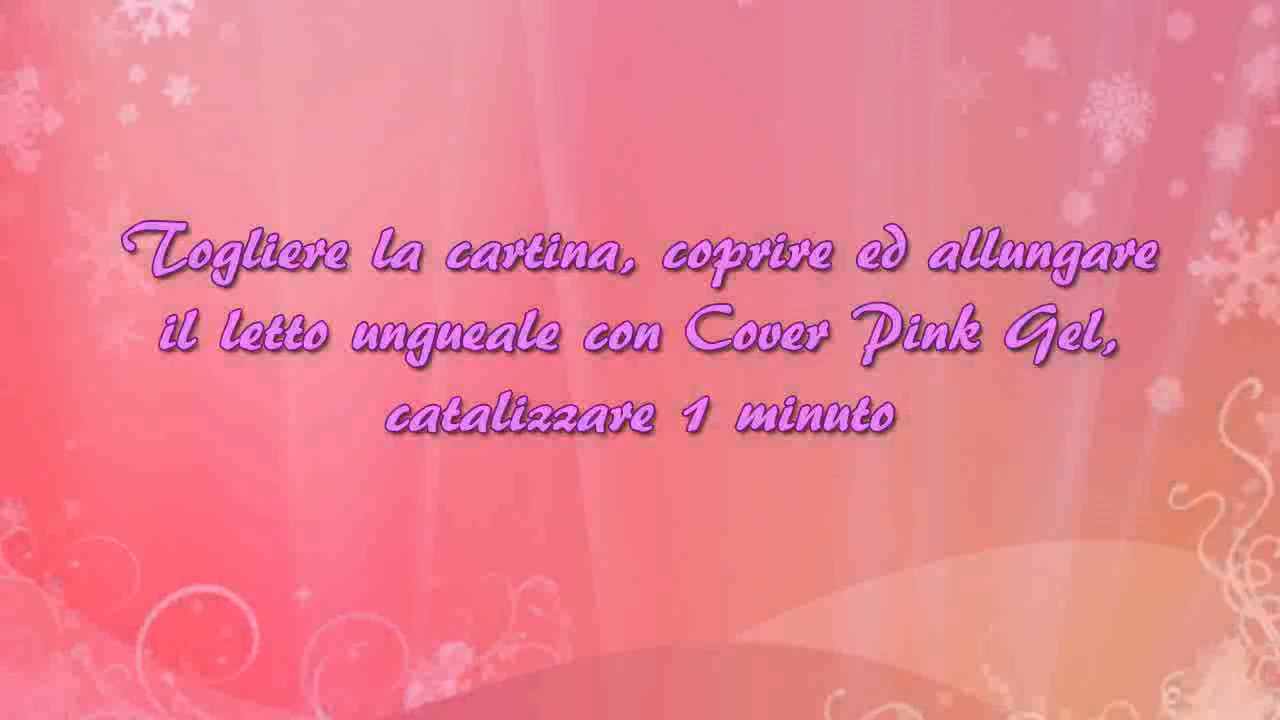 Togliere la cartina, coprire ed allungare
il letto ungueale con Cover Pink Gel,
catalizzare 1 minuto